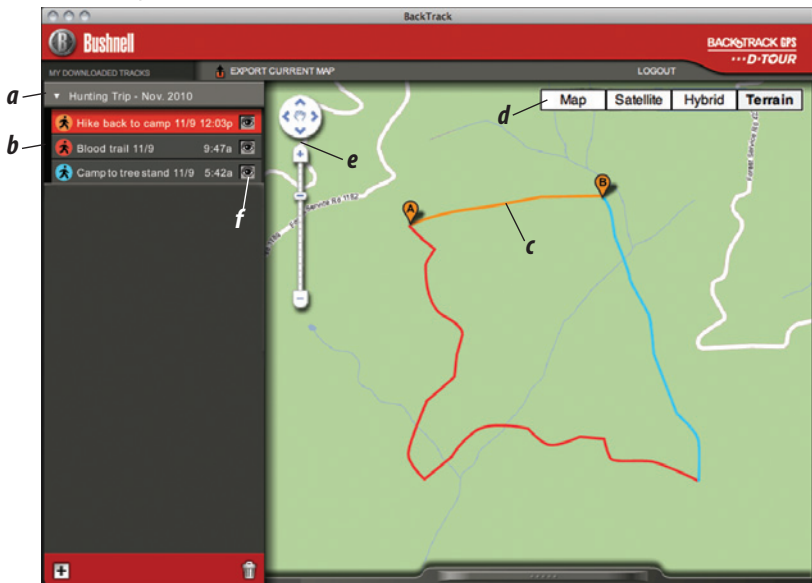 BackTrack
B Bushnell
BACKTRACK GPS
D-TOUR
MY DOWNLOADED TRACKS
EXPORT CURRENT MAP
LOGOUT
a
Hunting Trip - Nov. 2010
d
Map Satellite Hybrid Terrain
Hike back to camp 11/9 12:03p
b
Blood trail 11/9 9:47a
e
Camp to tree stand 11/9 5:42a
f
A
B
c